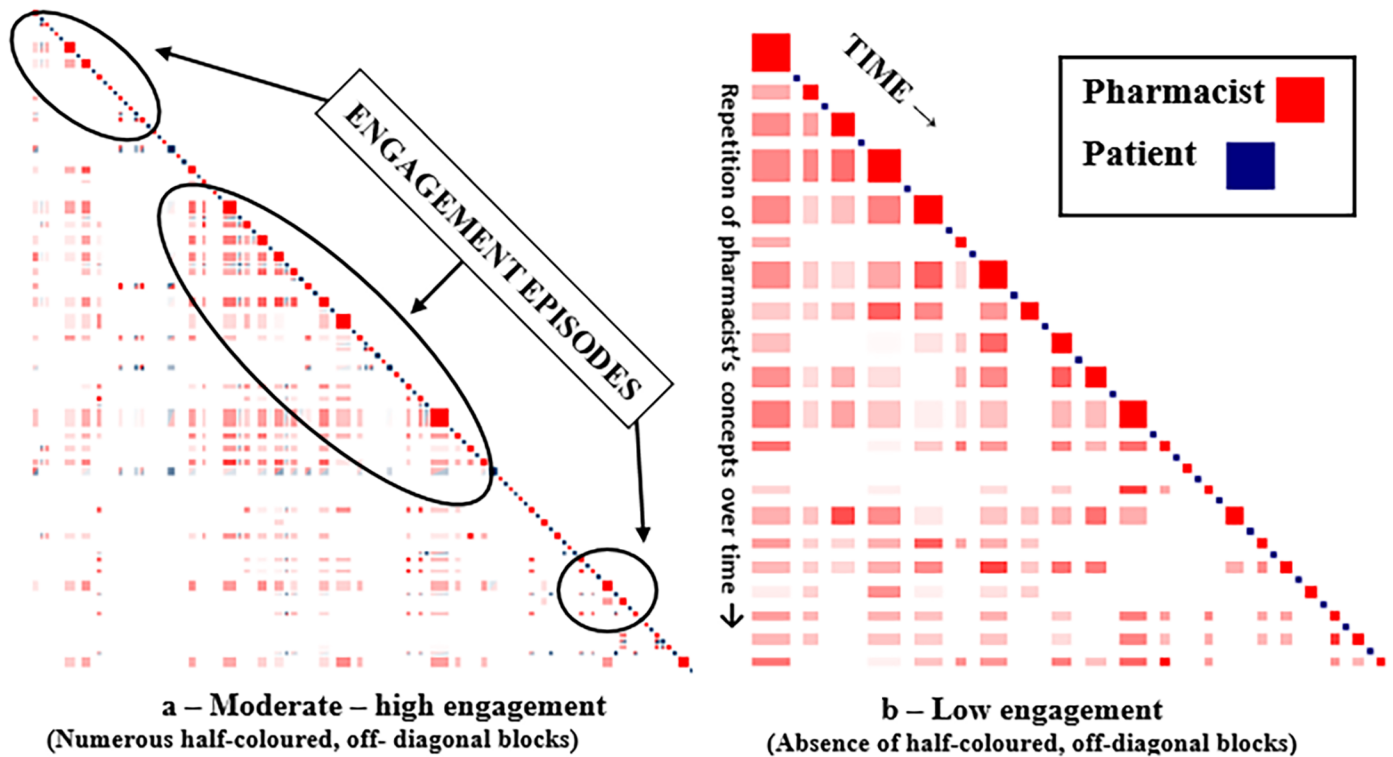 ENGAGEMENT EPISODES
TIME →
Pharmacist
Patient
Repetition of pharmacist's concepts over time →
a – Moderate – high engagement
(Numerous half-coloured, off- diagonal blocks)
b – Low engagement
(Absence of half-coloured, off-diagonal blocks)